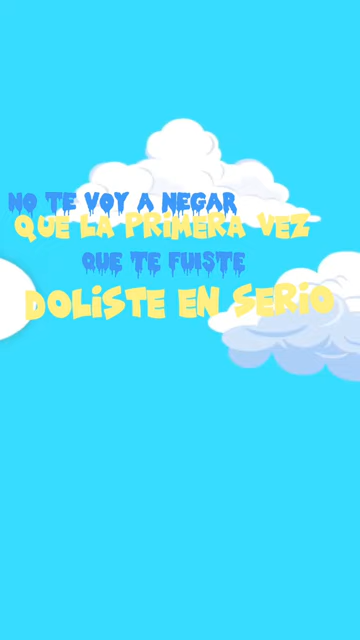 NO TE VOY A NEGAR
QUE LA PRIMERA VEZ
QUE TE FUISTE
DOLISTE EN SERIO